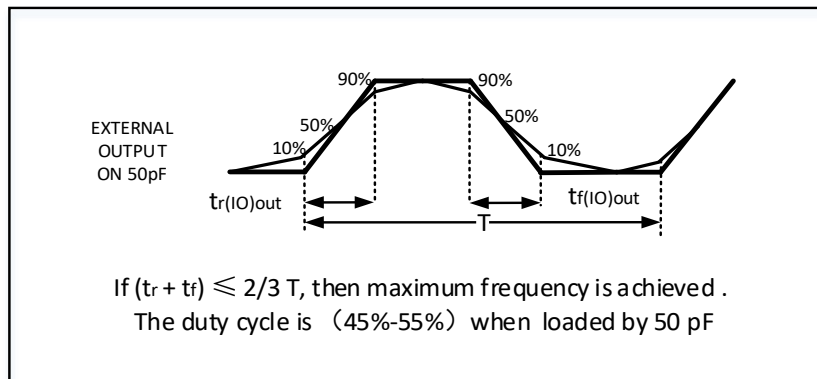 90%
90%
50%
50%
10%
10%
EXTERNAL
OUTPUT
ON 50pF
tr(IO)out
tf(IO)out
T
If (tr + tf) ≤ 2/3 T, then maximum frequency is achieved .
The duty cycle is （45%-55%）when loaded by 50 pF